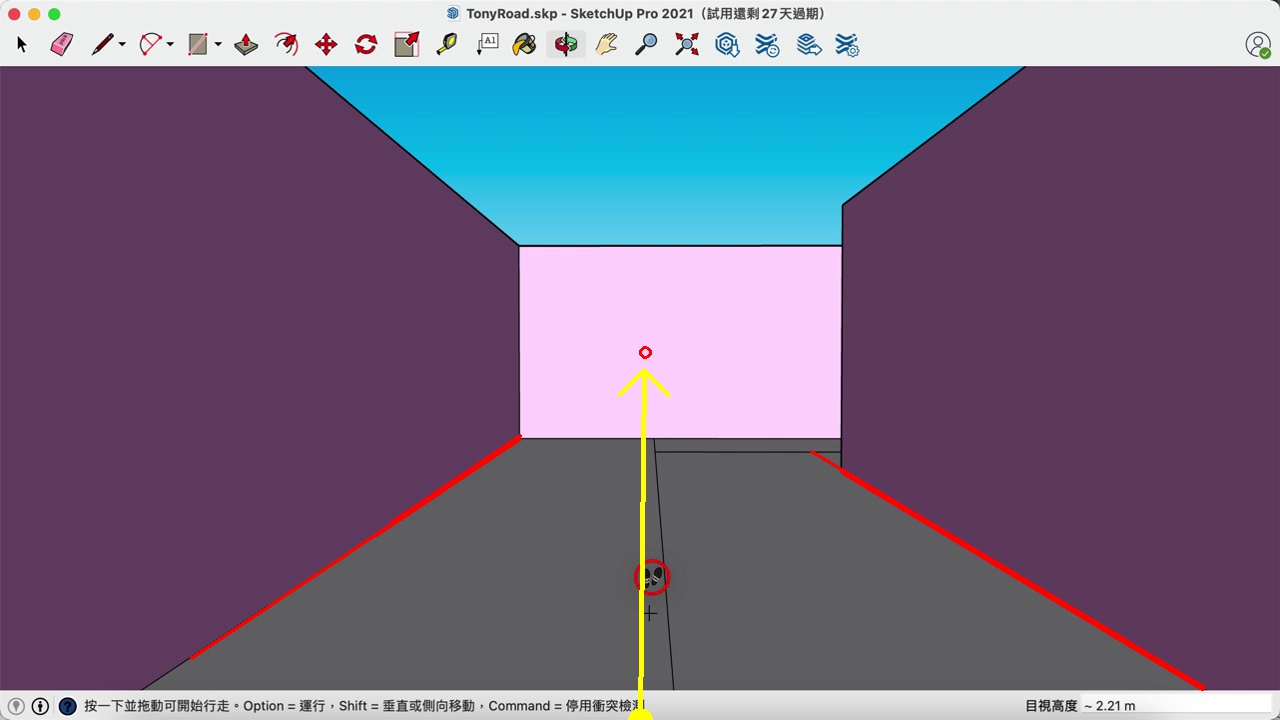 TonyRoad.skp - SketchUp Pro 2021（試用還剩 27 天過期）
A1
按一下並拖動可開始行走。Option = 運行，Shift = 垂直或側向移動，Command = 停用衝突檢測
目視高度 ~ 2.21 m